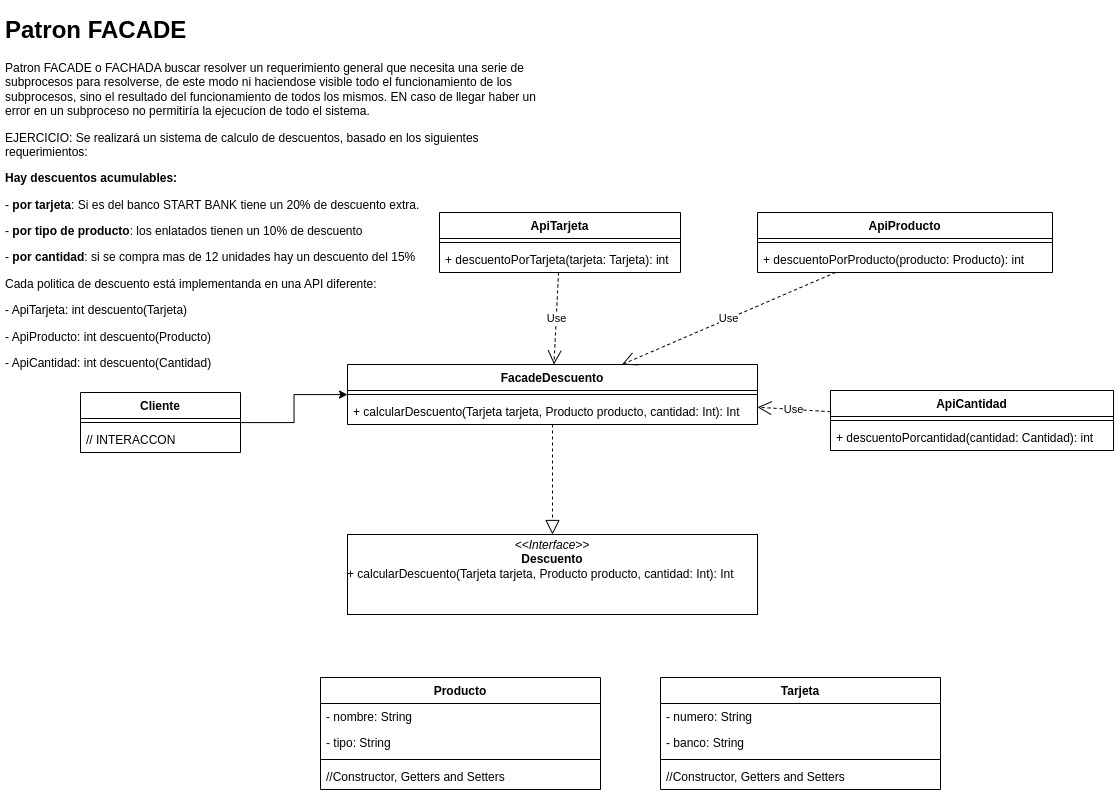 Patron FACADE
Patron FACADE o FACHADA buscar resolver un requerimiento general que necesita una serie de
subprocesos para resolverse, de este modo ni haciendose visible todo el funcionamiento de los
subprocesos, sino el resultado del funcionamiento de todos los mismos. EN caso de llegar haber un
error en un subproceso no permitiría la ejecucion de todo el sistema.
EJERCICIO: Se realizará un sistema de calculo de descuentos, basado en los siguientes
requerimientos:
Hay descuentos acumulables:
- por tarjeta: Si es del banco START BANK tiene un 20% de descuento extra.
- por tipo de producto: los enlatados tienen un 10% de descuento
- por cantidad: si se compra mas de 12 unidades hay un descuento del 15%
Cada politica de descuento está implementanda en una API diferente:
- ApiTarjeta: int descuento(Tarjeta)
- ApiProducto: int descuento(Producto)
- ApiCantidad: int descuento(Cantidad)
ApiTarjeta
+ descuentoPorTarjeta(tarjeta: Tarjeta): int
ApiProducto
+ descuentoPorProducto(producto: Producto): int
Use
Use
FacadeDescuento
+ calcularDescuento(Tarjeta tarjeta, Producto producto, cantidad: Int): Int
Use
ApiCantidad
+ descuentoPorcantidad(cantidad: Cantidad): int
Cliente
// INTERACCON
<<Interface>>
Descuento
+ calcularDescuento(Tarjeta tarjeta, Producto producto, cantidad: Int): Int
Producto
- nombre: String
- tipo: String
//Constructor, Getters and Setters
Tarjeta
- numero: String
- banco: String
//Constructor, Getters and Setters